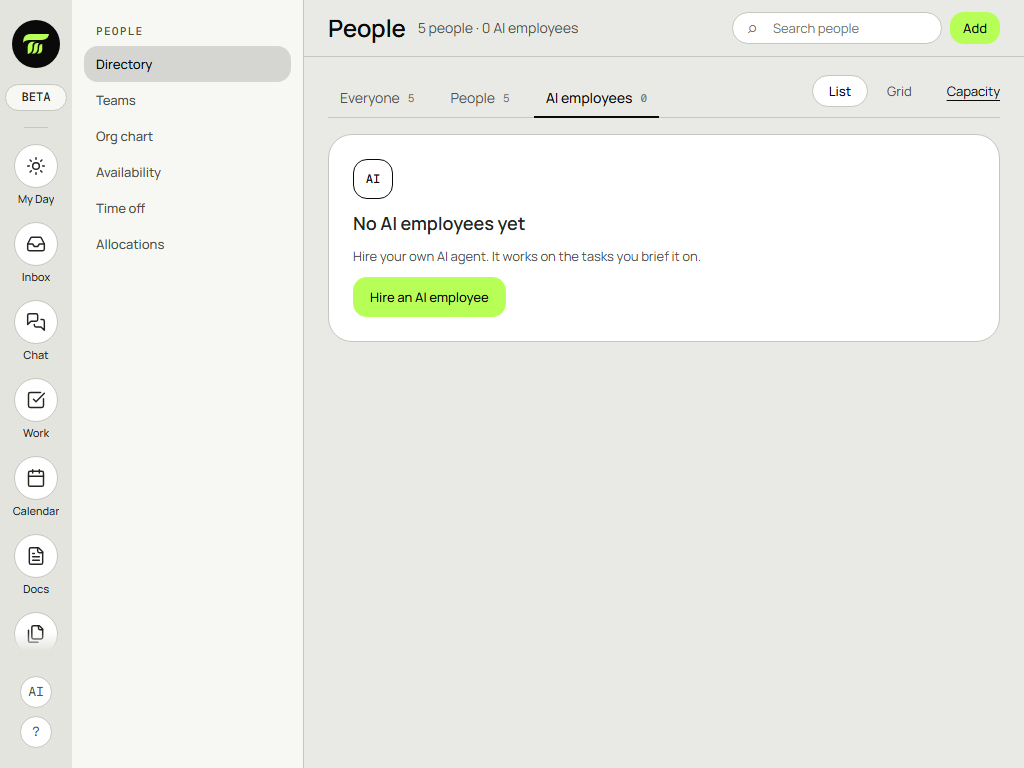 BETA
My Day
Inbox
Chat
Work
Calendar
Docs
AI
?
PEOPLE
Directory
Teams
Org chart
Availability
Time off
Allocations
People 5 people · 0 AI employees
Search people
Add
Everyone 5 People 5 AI employees 0
List Grid Capacity
AI
No AI employees yet
Hire your own AI agent. It works on the tasks you brief it on.
Hire an AI employee